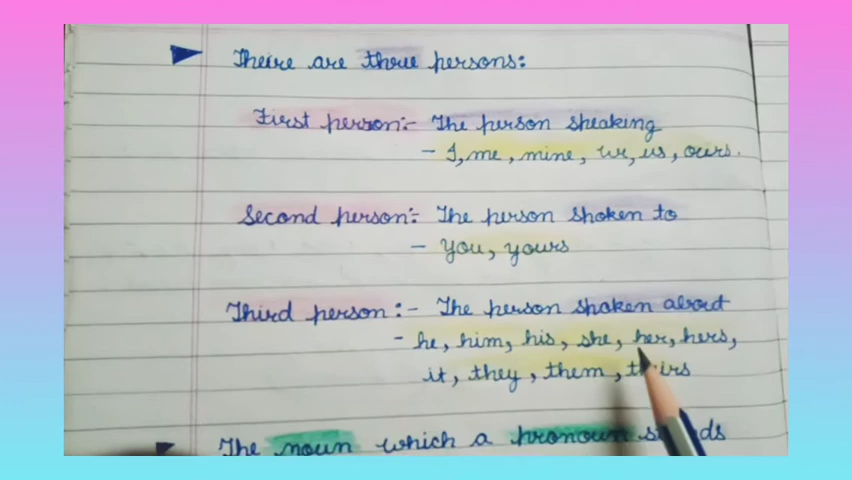 There are three persons:
First person:- The person speaking
- I, me, mine, we, us, ours.
Second person:- The person spoken to
- you, yours
Third person :- The person spoken about
- he, him, his, she, her, hers,
it, they, them, theirs
The noun which a pronoun stands